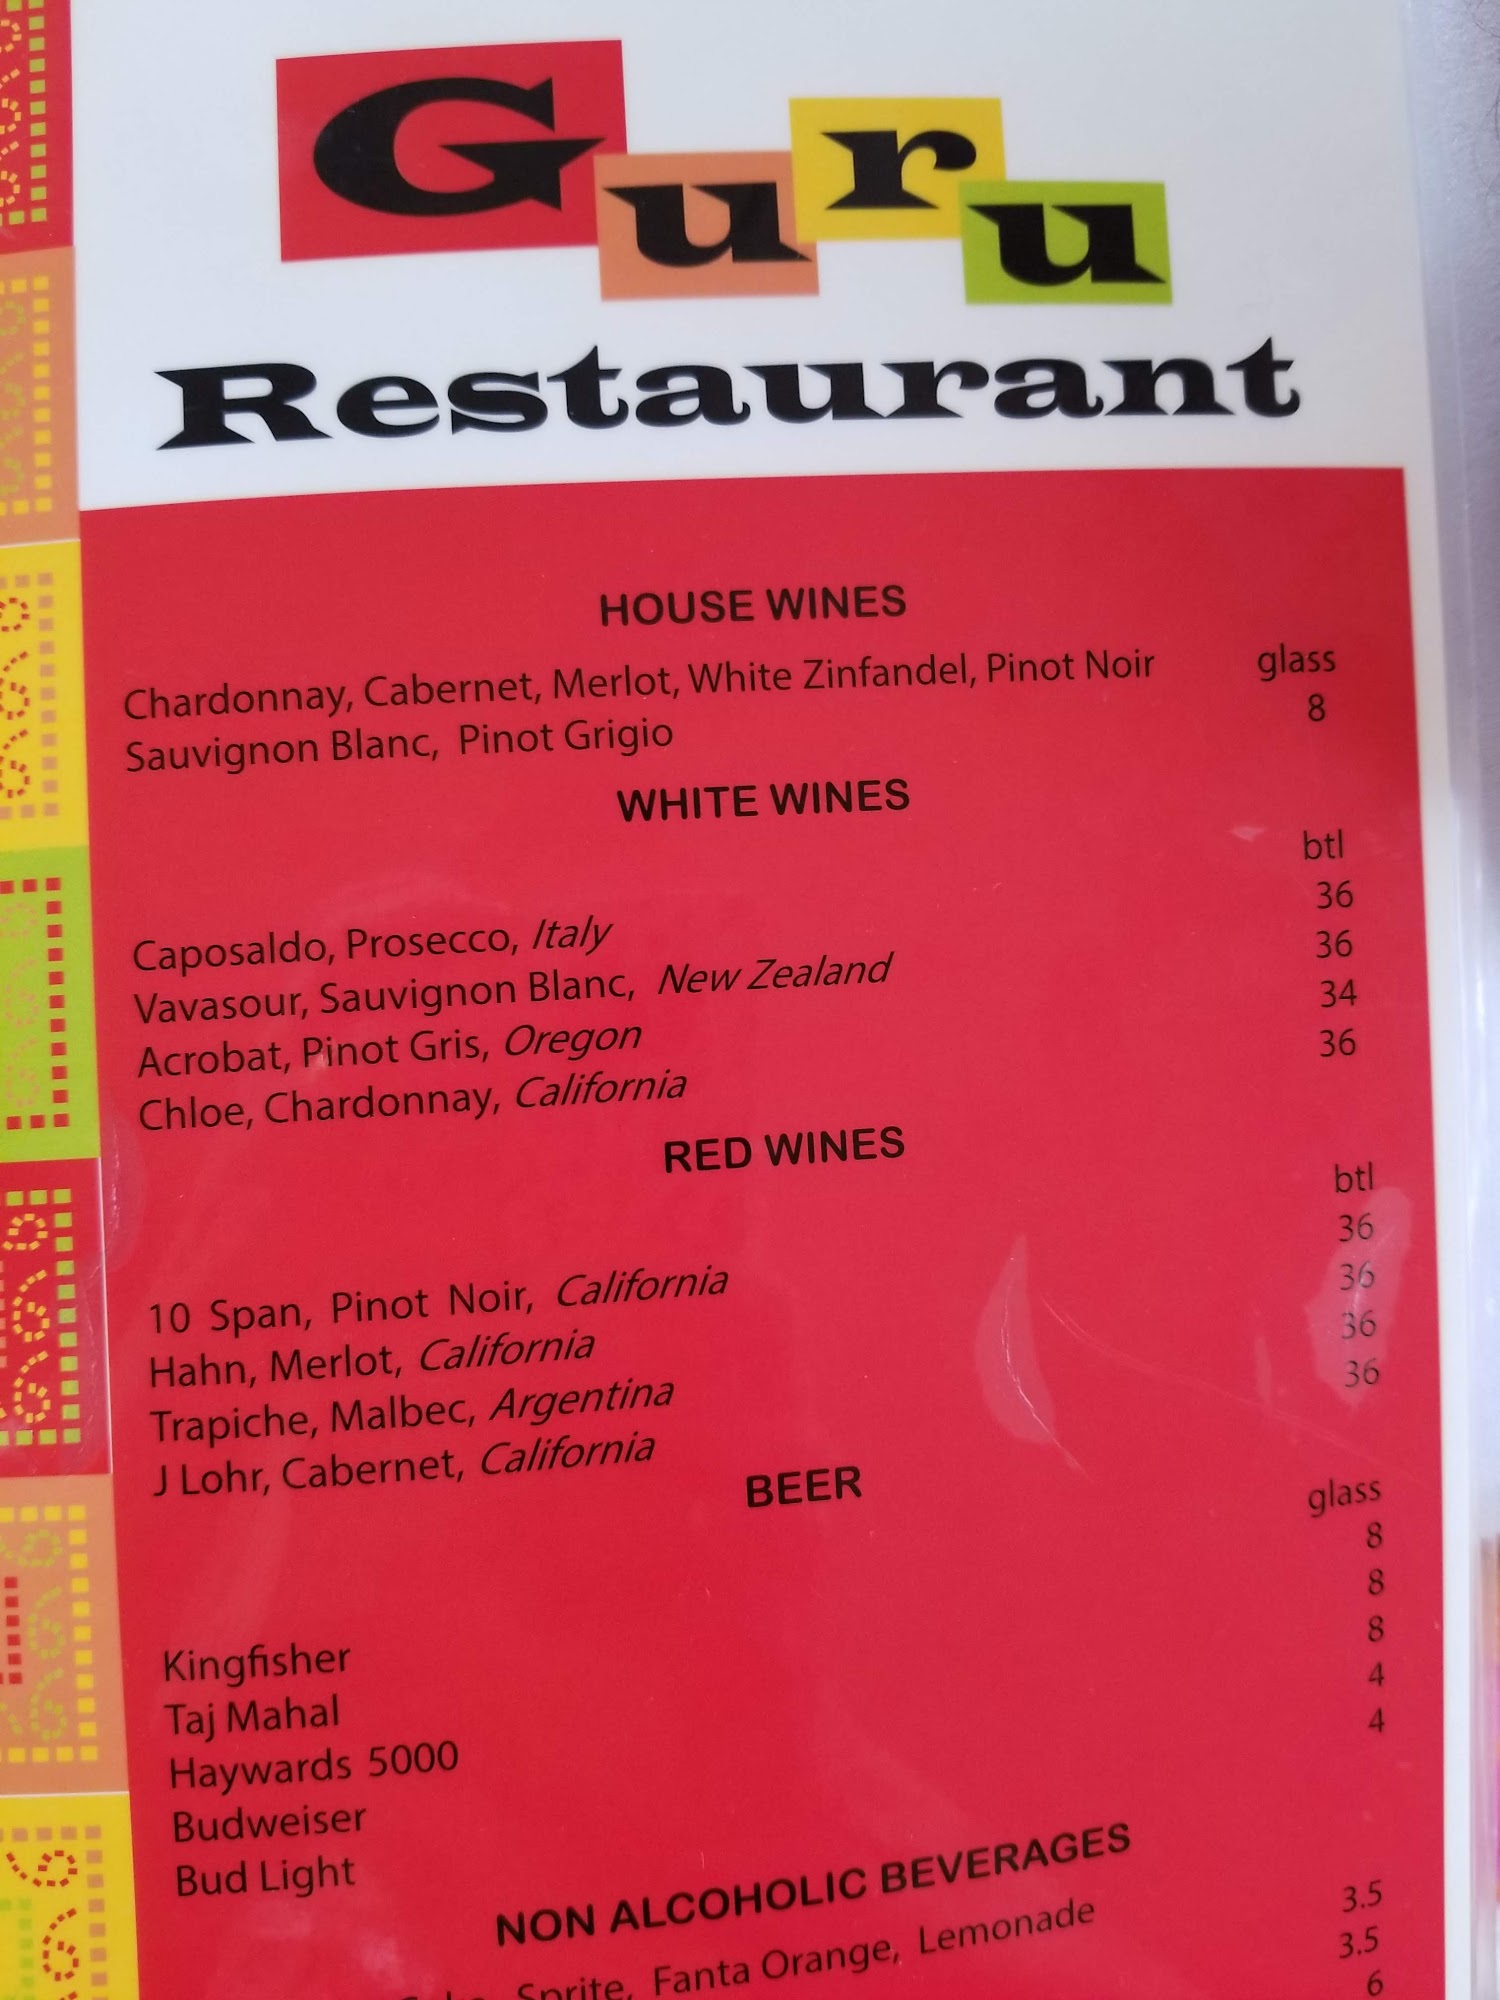 Guru
Restaurant
HOUSE WINES
glass
Chardonnay, Cabernet, Merlot, White Zinfandel, Pinot Noir 8
Sauvignon Blanc, Pinot Grigio
WHITE WINES
btl
Caposaldo, Prosecco, Italy 36
Vavasour, Sauvignon Blanc, New Zealand 36
Acrobat, Pinot Gris, Oregon 34
Chloe, Chardonnay, California 36
RED WINES
btl
10 Span, Pinot Noir, California 36
Hahn, Merlot, California 36
Trapiche, Malbec, Argentina 36
J Lohr, Cabernet, California 36
BEER
glass
Kingfisher 8
Taj Mahal 8
Haywards 5000 8
Budweiser 4
Bud Light 4
NON ALCOHOLIC BEVERAGES
Sprite, Fanta Orange, Lemonade 3.5
3.5
6